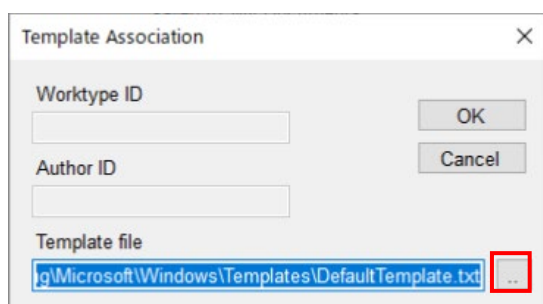 Template Association
Worktype ID
OK
Author ID
Cancel
Template file
g\Microsoft\Windows\Templates\DefaultTemplate.txt
..